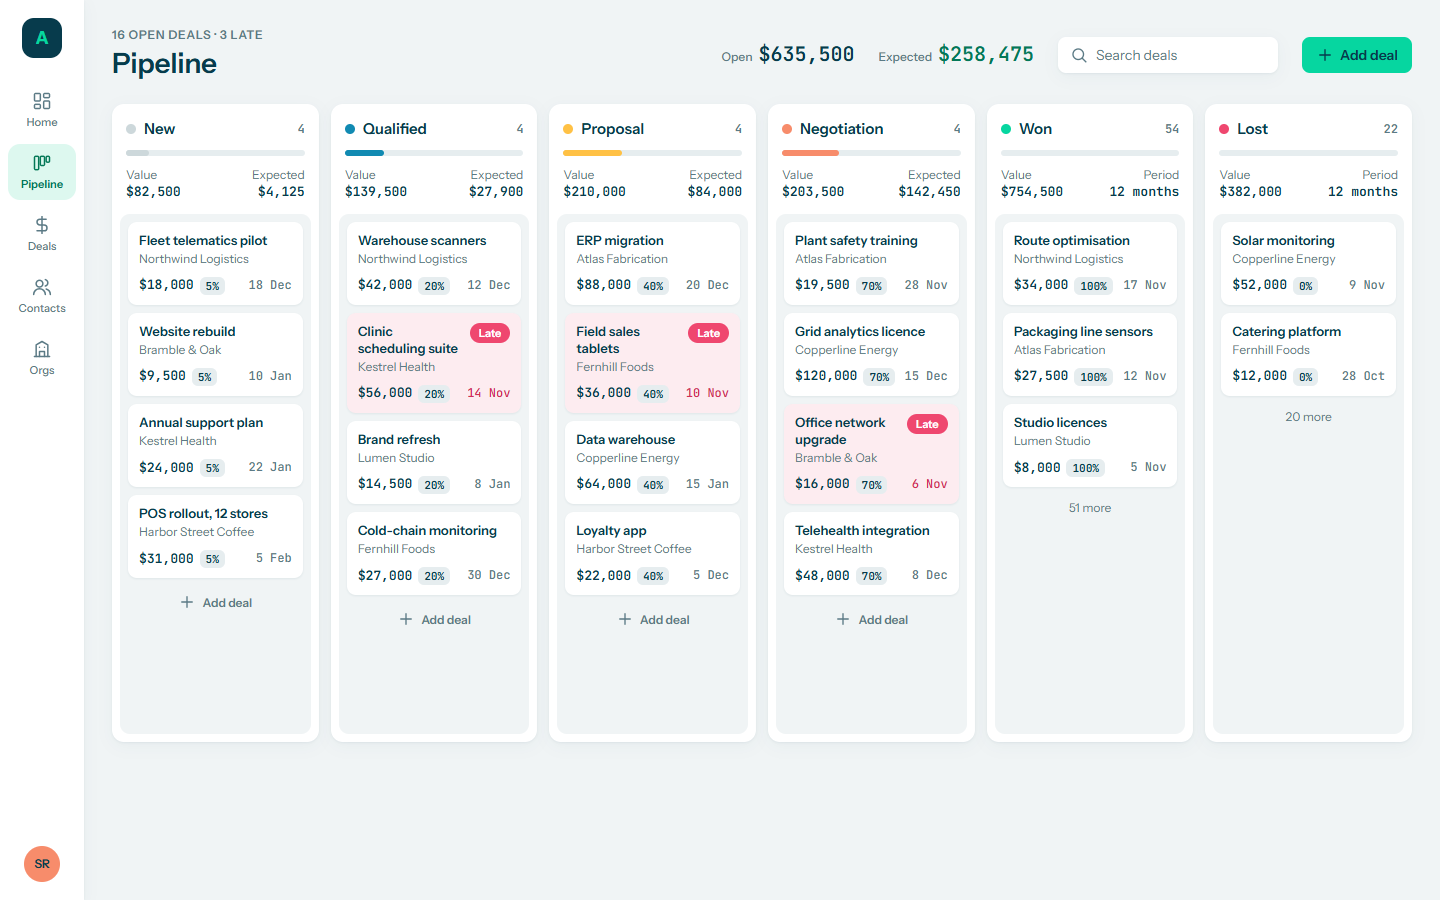 A
Home
Pipeline
Deals
Contacts
Orgs
SR
16 OPEN DEALS · 3 LATE
Pipeline
Open $635,500
Expected $258,475
Search deals
Add deal
New 4
Value Expected
$82,500 $4,125
Fleet telematics pilot
Northwind Logistics
$18,000 5% 18 Dec
Website rebuild
Bramble & Oak
$9,500 5% 10 Jan
Annual support plan
Kestrel Health
$24,000 5% 22 Jan
POS rollout, 12 stores
Harbor Street Coffee
$31,000 5% 5 Feb
Add deal
Qualified 4
Value Expected
$139,500 $27,900
Warehouse scanners
Northwind Logistics
$42,000 20% 12 Dec
Clinic Late
scheduling suite
Kestrel Health
$56,000 20% 14 Nov
Brand refresh
Lumen Studio
$14,500 20% 8 Jan
Cold-chain monitoring
Fernhill Foods
$27,000 20% 30 Dec
Add deal
Proposal 4
Value Expected
$210,000 $84,000
ERP migration
Atlas Fabrication
$88,000 40% 20 Dec
Field sales Late
tablets
Fernhill Foods
$36,000 40% 10 Nov
Data warehouse
Copperline Energy
$64,000 40% 15 Jan
Loyalty app
Harbor Street Coffee
$22,000 40% 5 Dec
Add deal
Negotiation 4
Value Expected
$203,500 $142,450
Plant safety training
Atlas Fabrication
$19,500 70% 28 Nov
Grid analytics licence
Copperline Energy
$120,000 70% 15 Dec
Office network Late
upgrade
Bramble & Oak
$16,000 70% 6 Nov
Telehealth integration
Kestrel Health
$48,000 70% 8 Dec
Add deal
Won 54
Value Period
$754,500 12 months
Route optimisation
Northwind Logistics
$34,000 100% 17 Nov
Packaging line sensors
Atlas Fabrication
$27,500 100% 12 Nov
Studio licences
Lumen Studio
$8,000 100% 5 Nov
51 more
Lost 22
Value Period
$382,000 12 months
Solar monitoring
Copperline Energy
$52,000 0% 9 Nov
Catering platform
Fernhill Foods
$12,000 0% 28 Oct
20 more